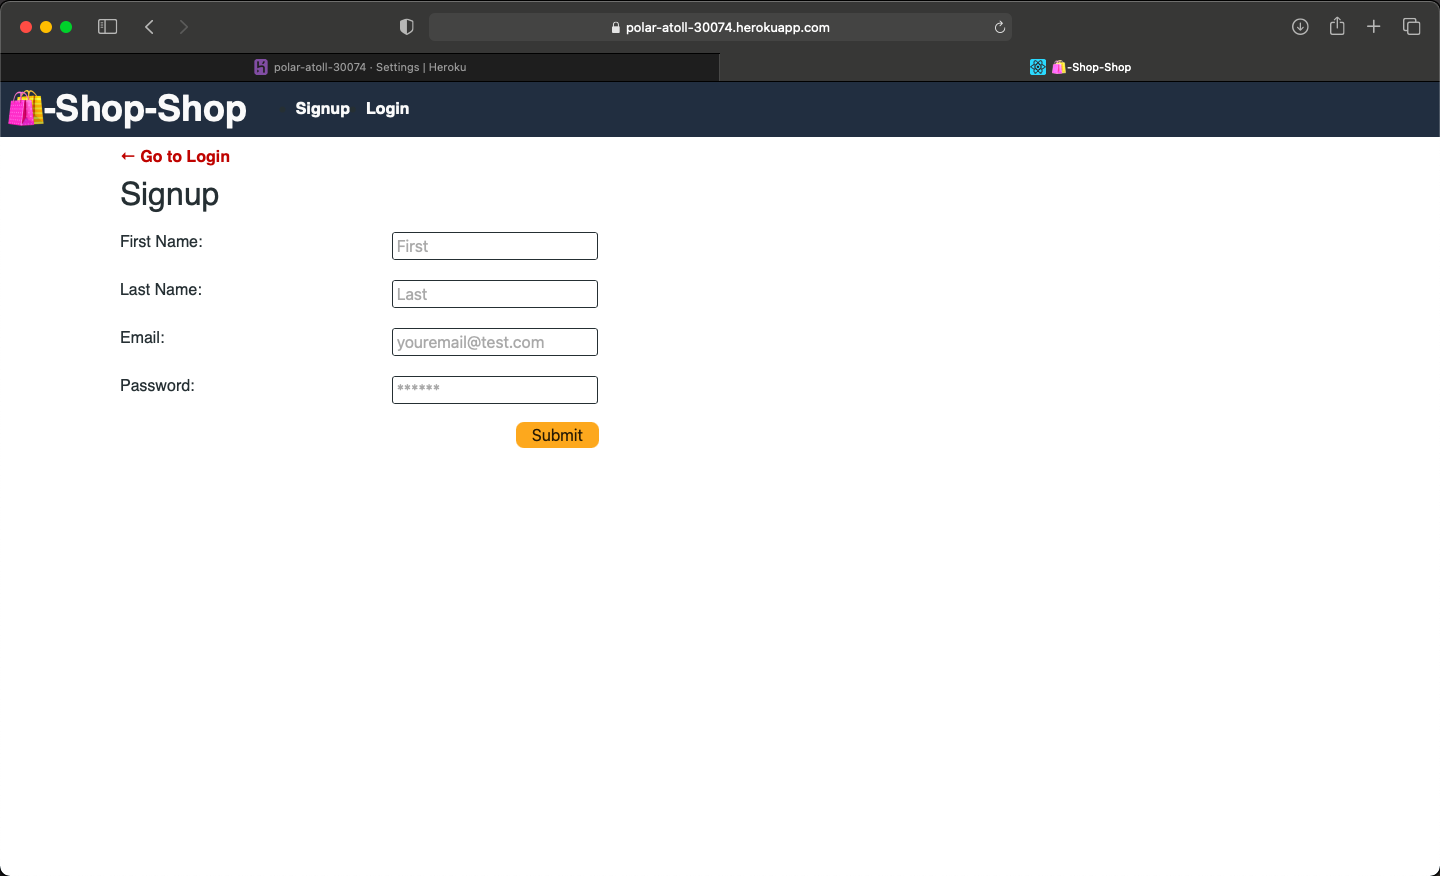 polar-atoll-30074.herokuapp.com
polar-atoll-30074 · Settings | Heroku
🛍️-Shop-Shop
🛍️-Shop-Shop
Signup Login
← Go to Login
Signup
First Name:
First
Last Name:
Last
Email:
youremail@test.com
Password:
******
Submit